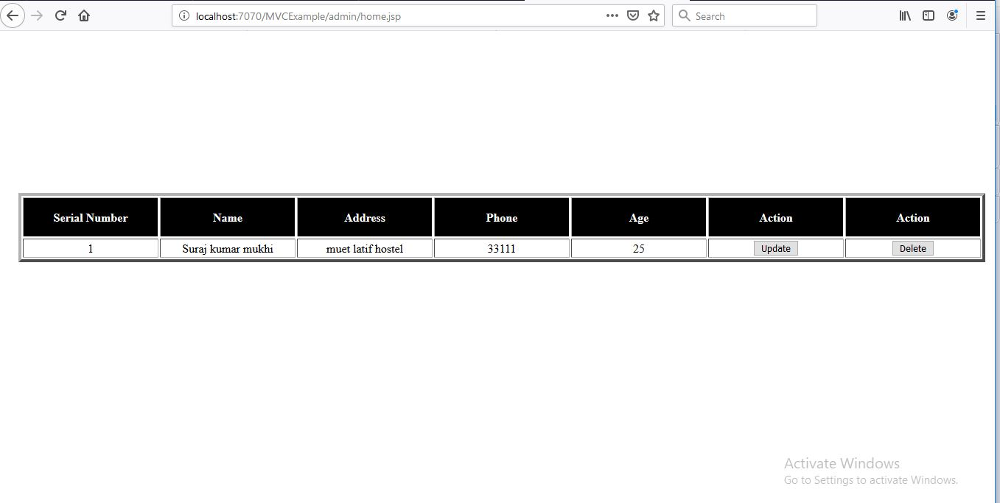 localhost:7070/MVCExample/admin/home.jsp
Search
Serial Number Name Address Phone Age Action Action
1 Suraj kumar mukhi muet latif hostel 33111 25 Update Delete
Activate Windows
Go to Settings to activate Windows.